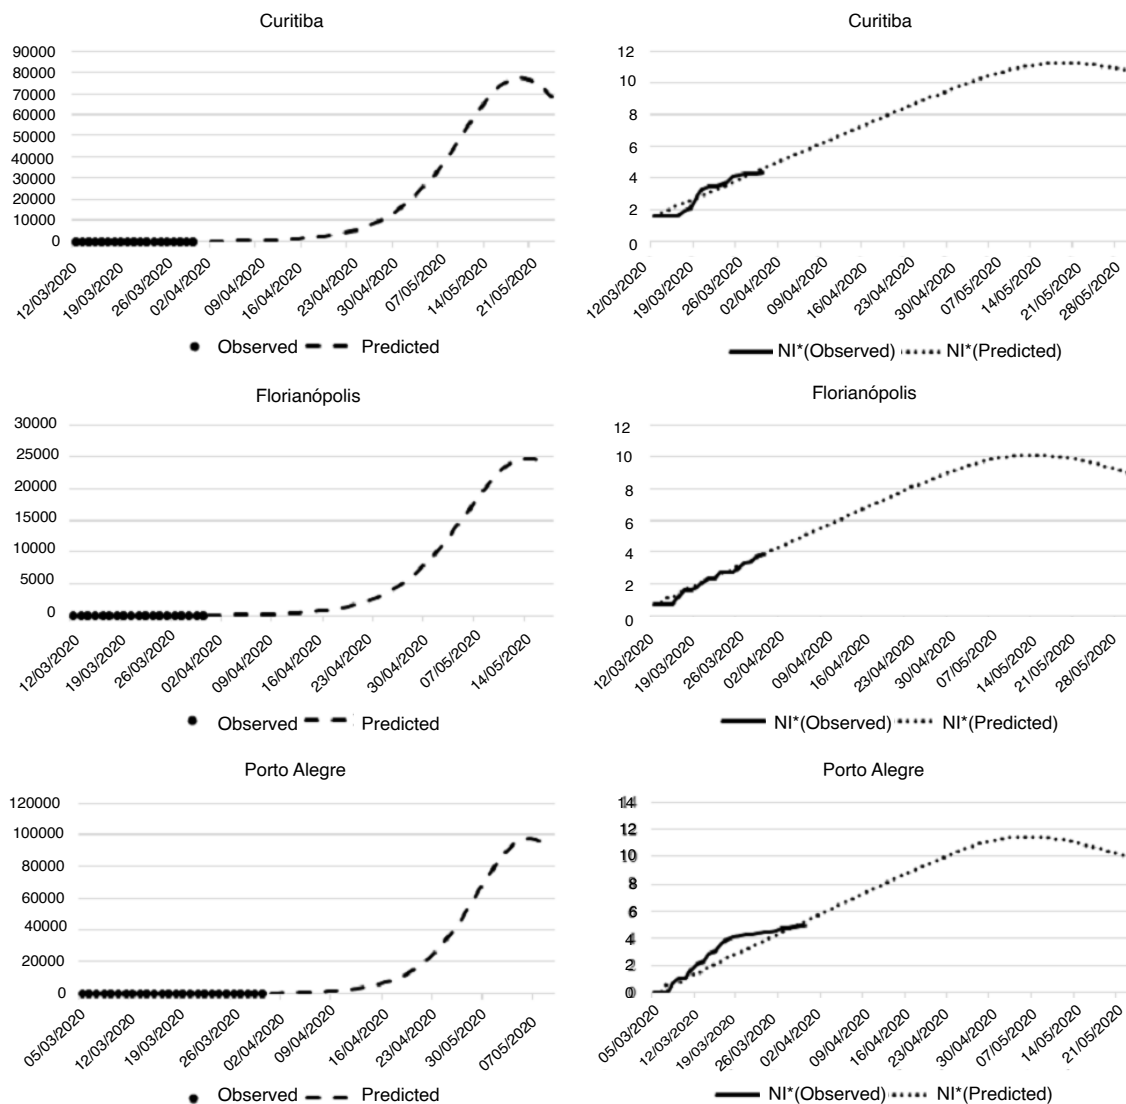 Curitiba
90000
80000
70000
60000
50000
40000
30000
20000
10000
0
12/03/2020 19/03/2020 26/03/2020 02/04/2020 09/04/2020 16/04/2020 23/04/2020 30/04/2020 07/05/2020 14/05/2020 21/05/2020
Observed Predicted
Curitiba
12
10
8
6
4
2
0
12/03/2020 19/03/2020 26/03/2020 02/04/2020 09/04/2020 16/04/2020 23/04/2020 30/04/2020 07/05/2020 14/05/2020 21/05/2020 28/05/2020
NI*(Observed) NI*(Predicted)
Florianópolis
30000
25000
20000
15000
10000
5000
0
12/03/2020 19/03/2020 26/03/2020 02/04/2020 09/04/2020 16/04/2020 23/04/2020 30/04/2020 07/05/2020 14/05/2020
Observed Predicted
Florianópolis
12
10
8
6
4
2
0
12/03/2020 19/03/2020 26/03/2020 02/04/2020 09/04/2020 16/04/2020 23/04/2020 30/04/2020 07/05/2020 14/05/2020 21/05/2020 28/05/2020
NI*(Observed) NI*(Predicted)
Porto Alegre
120000
100000
80000
60000
40000
20000
0
05/03/2020 12/03/2020 19/03/2020 26/03/2020 02/04/2020 09/04/2020 16/04/2020 23/04/2020 30/05/2020 07/05/2020
Observed Predicted
Porto Alegre
14
12
10
8
6
4
2
0
05/03/2020 12/03/2020 19/03/2020 26/03/2020 02/04/2020 09/04/2020 16/04/2020 23/04/2020 30/04/2020 07/05/2020 14/05/2020 21/05/2020
NI*(Observed) NI*(Predicted)